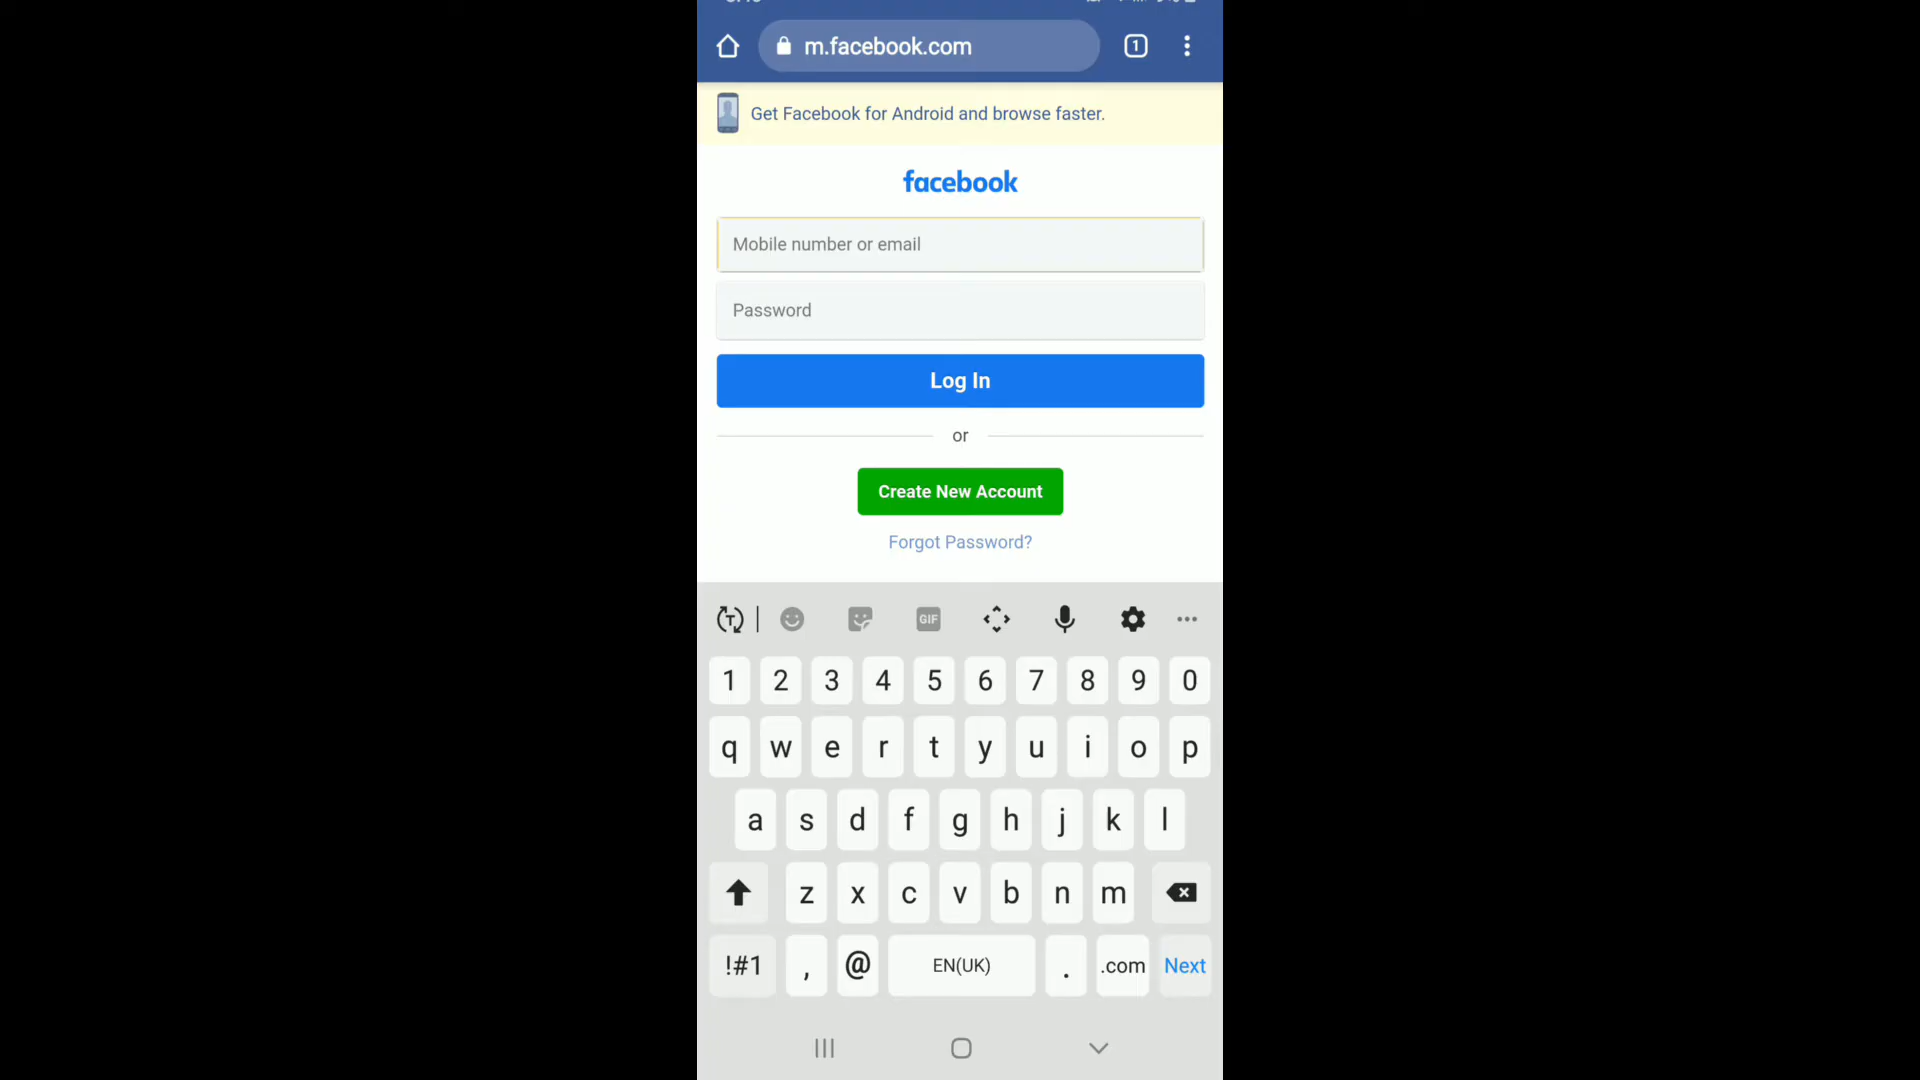 m.facebook.com
1
Get Facebook for Android and browse faster.
facebook
Mobile number or email
Password
Log In
or
Create New Account
Forgot Password?
T
GIF
1 2 3 4 5 6 7 8 9 0
q w e r t y u i o p
a s d f g h j k l
z x c v b n m
!#1 , @ EN(UK) . .com Next